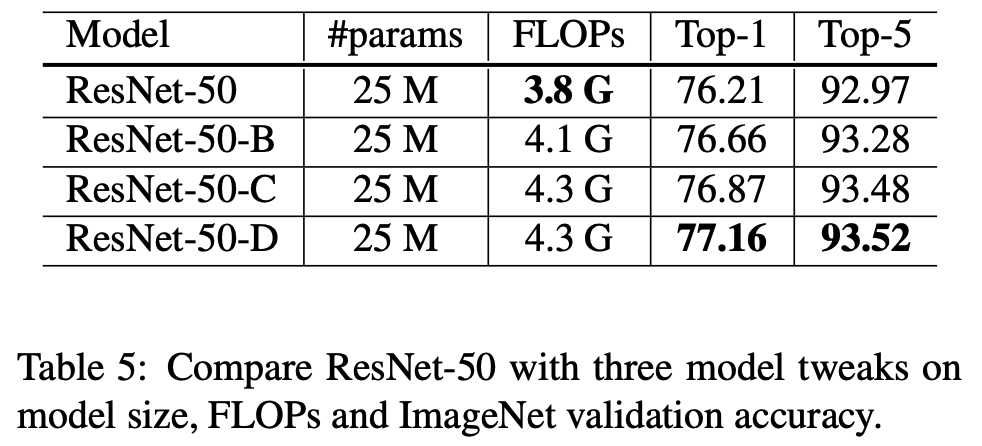 Model #params FLOPs Top-1 Top-5
ResNet-50 25 M 3.8 G 76.21 92.97
ResNet-50-B 25 M 4.1 G 76.66 93.28
ResNet-50-C 25 M 4.3 G 76.87 93.48
ResNet-50-D 25 M 4.3 G 77.16 93.52
Table 5: Compare ResNet-50 with three model tweaks on
model size, FLOPs and ImageNet validation accuracy.